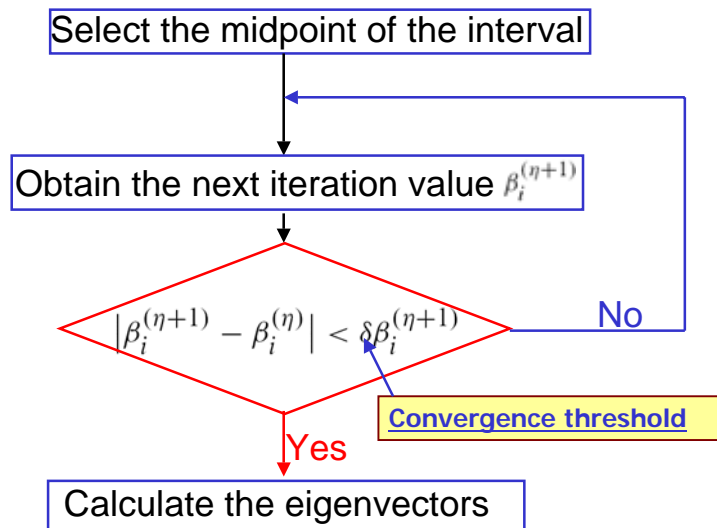 Select the midpoint of the interval
Obtain the next iteration value β_i^{(η+1)}
|β_i^{(η+1)} − β_i^{(η)}| < δβ_i^{(η+1)}
No
Convergence threshold
Yes
Calculate the eigenvectors